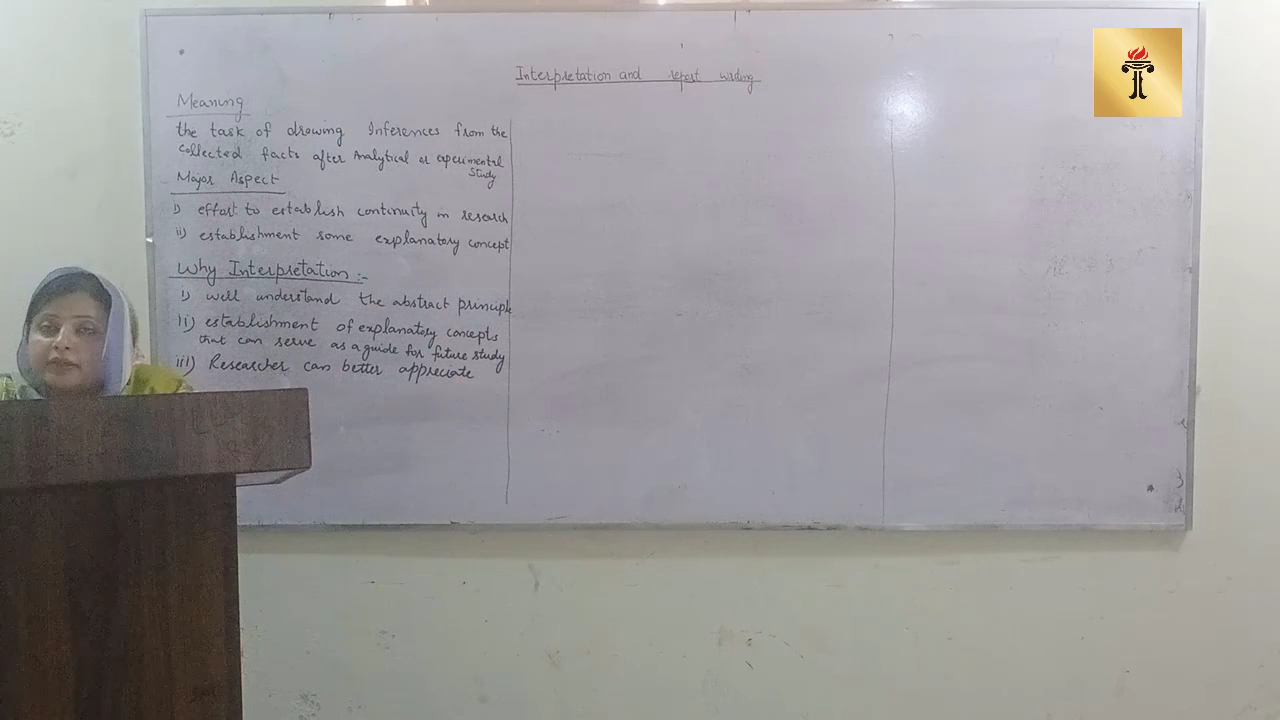 Interpretation and report writing
Meaning
the task of drawing Inferences from the
collected facts after Analytical or experimental
study
Major Aspect
i) effort to establish continuity in research
ii) establishment some explanatory concept
Why Interpretation :-
i) well understand the abstract principle
ii) establishment of explanatory concepts
that can serve as a guide for future study
iii) Researcher can better appreciate